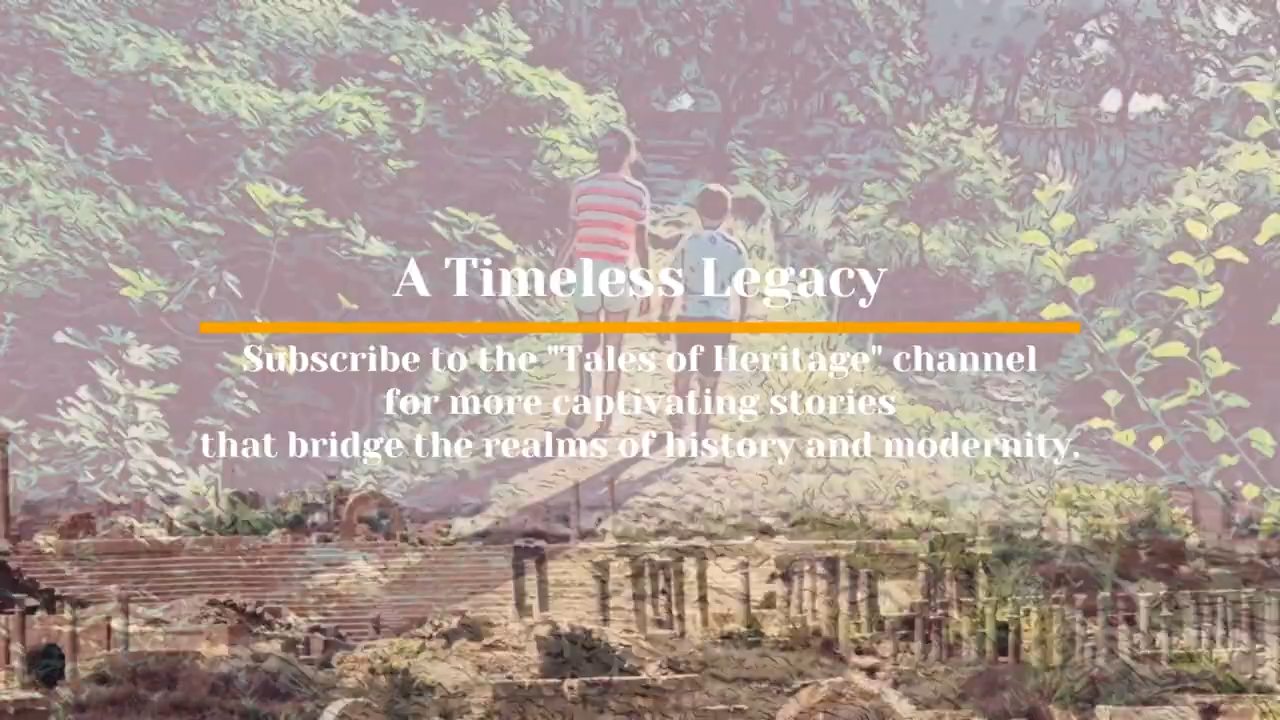 A Timeless Legacy
Subscribe to the "Tales of Heritage" channel
for more captivating stories
that bridge the realms of history and modernity.